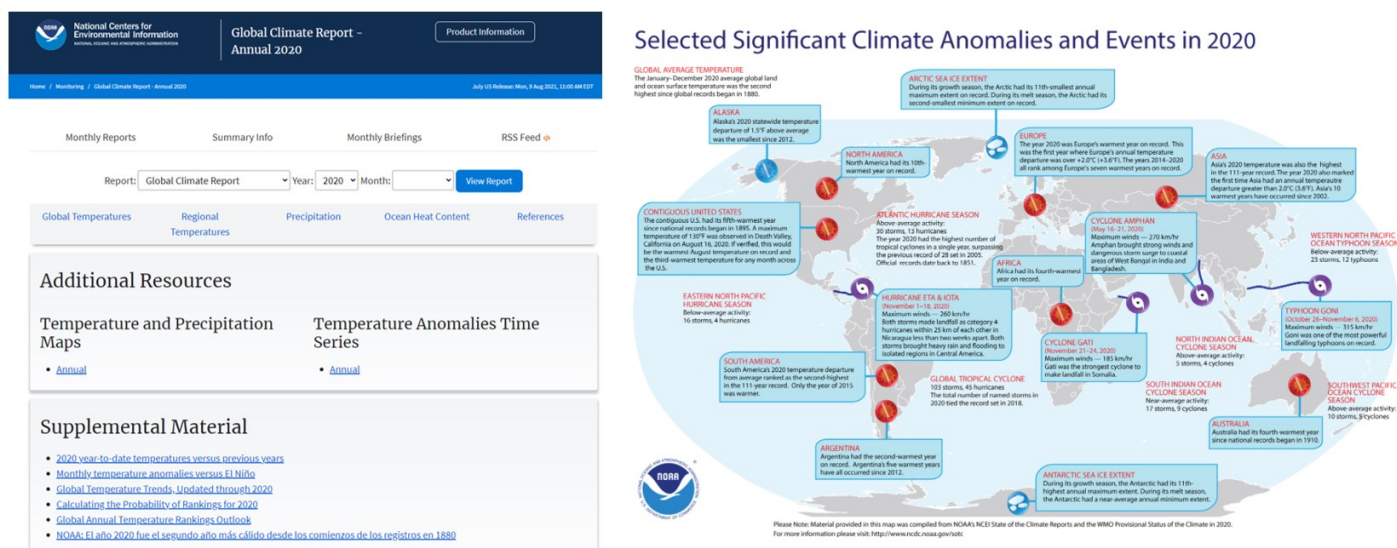 NOAA
National Centers for
Environmental Information
NATIONAL OCEANIC AND ATMOSPHERIC ADMINISTRATION
Global Climate Report -
Annual 2020
Product Information
Home / Monitoring / Global Climate Report - Annual 2020
July US Release: Mon, 9 Aug 2021, 11:00 AM EDT
Monthly Reports
Summary Info
Monthly Briefings
RSS Feed
Report: Global Climate Report Year: 2020 Month: View Report
Global Temperatures
Regional
Temperatures
Precipitation
Ocean Heat Content
References
Additional Resources
Temperature and Precipitation
Maps
Annual
Temperature Anomalies Time
Series
Annual
Supplemental Material
2020 year-to-date temperatures versus previous years
Monthly temperature anomalies versus El Niño
Global Temperature Trends, Updated through 2020
Calculating the Probability of Rankings for 2020
Global Annual Temperature Rankings Outlook
NOAA: El año 2020 fue el segundo año más cálido desde los comienzos de los registros en 1880
Selected Significant Climate Anomalies and Events in 2020
GLOBAL AVERAGE TEMPERATURE
The January–December 2020 average global land
and ocean surface temperature was the second
highest since global records began in 1880.
ARCTIC SEA ICE EXTENT
During its growth season, the Arctic had its 11th-smallest annual
maximum extent on record. During its melt season, the Arctic had its
second-smallest minimum extent on record.
ALASKA
Alaska's 2020 statewide temperature
departure of 1.5°F above average
was the smallest since 2012.
NORTH AMERICA
North America had its 10th-
warmest year on record.
EUROPE
The year 2020 was Europe's warmest year on record. This
was the first year where Europe's annual temperature
departure was over +2.0°C (+3.6°F). The years 2014–2020
all rank among Europe's seven warmest years on record.
ASIA
Asia's 2020 temperature was also the highest
in the 111-year record. The year 2020 also marked
the first time Asia had an annual temperautre
departure greater than 2.0°C (3.6°F). Asia's 10
warmest years have occurred since 2002.
CONTIGUOUS UNITED STATES
The contiguous U.S. had its fifth-warmest year
since national records began in 1895. A maximum
temperature of 130°F was observed in Death Valley,
California on August 16, 2020. If verified, this would
be the warmest August temperature on record and
the third-warmest temperature for any month across
the U.S.
ATLANTIC HURRICANE SEASON
Above-average activity:
30 storms, 13 hurricanes
The year 2020 had the highest number of
tropical cyclones in a single year, surpassing
the previous record of 28 set in 2005.
Official records date back to 1851.
CYCLONE AMPHAN
(May 16–21, 2020)
Maximum winds — 270 km/hr
Amphan brought strong winds and
dangerous storm surge to coastal
areas of West Bangal in India and
Bangladesh.
WESTERN NORTH PACIFIC
OCEAN TYPHOON SEASON
Below-average activity:
23 storms, 12 typhoons
AFRICA
Africa had its fourth-warmest
year on record.
EASTERN NORTH PACIFIC
HURRICANE SEASON
Below-average activity:
16 storms, 4 hurricanes
HURRICANE ETA & IOTA
(November 1–18, 2020)
Maximum winds — 260 km/hr
Both storms made landfall as category 4
hurricanes within 25 km of each other in
Nicaragua less than two weeks apart. Both
storms brought heavy rain and flooding to
isolated regions in Central America.
TYPHOON GONI
(October 26–November 6, 2020)
Maximum winds — 315 km/hr
Goni was one of the most powerful
landfalling typhoons on record.
CYCLONE GATI
(November 21–24, 2020)
Maximum winds — 185 km/hr
Gati was the strongest cyclone to
make landfall in Somalia.
NORTH INDIAN OCEAN
CYCLONE SEASON
Above-average activity:
5 storms, 4 cyclones
SOUTH AMERICA
South America's 2020 temperature departure
from average ranked as the second-highest
in the 111-year record. Only the year of 2015
was warmer.
GLOBAL TROPICAL CYCLONE
103 storms, 45 hurricanes
The total number of named storms in
2020 tied the record set in 2018.
SOUTH INDIAN OCEAN
CYCLONE SEASON
Near-average activity:
17 storms, 9 cyclones
SOUTHWEST PACIFIC
OCEAN CYCLONE
SEASON
Above-average activity:
10 storms, 5 cyclones
AUSTRALIA
Australia had its fourth-warmest year
since national records began in 1910.
ARGENTINA
Argentina had the second-warmest year
on record. Argentina's five warmest years
have all occurred since 2012.
ANTARCTIC SEA ICE EXTENT
During its growth season, the Antarctic had its 11th-
highest annual maximum extent. During its melt season,
the Antarctic had a near-average annual minimum extent.
NATIONAL OCEANIC AND ATMOSPHERIC ADMINISTRATION
NOAA
U.S. DEPARTMENT OF COMMERCE
Please Note: Material provided in this map was compiled from NOAA's NCEI State of the Climate Reports and the WMO Provisional Status of the Climate in 2020.
For more information please visit: http://www.ncdc.noaa.gov/sotc